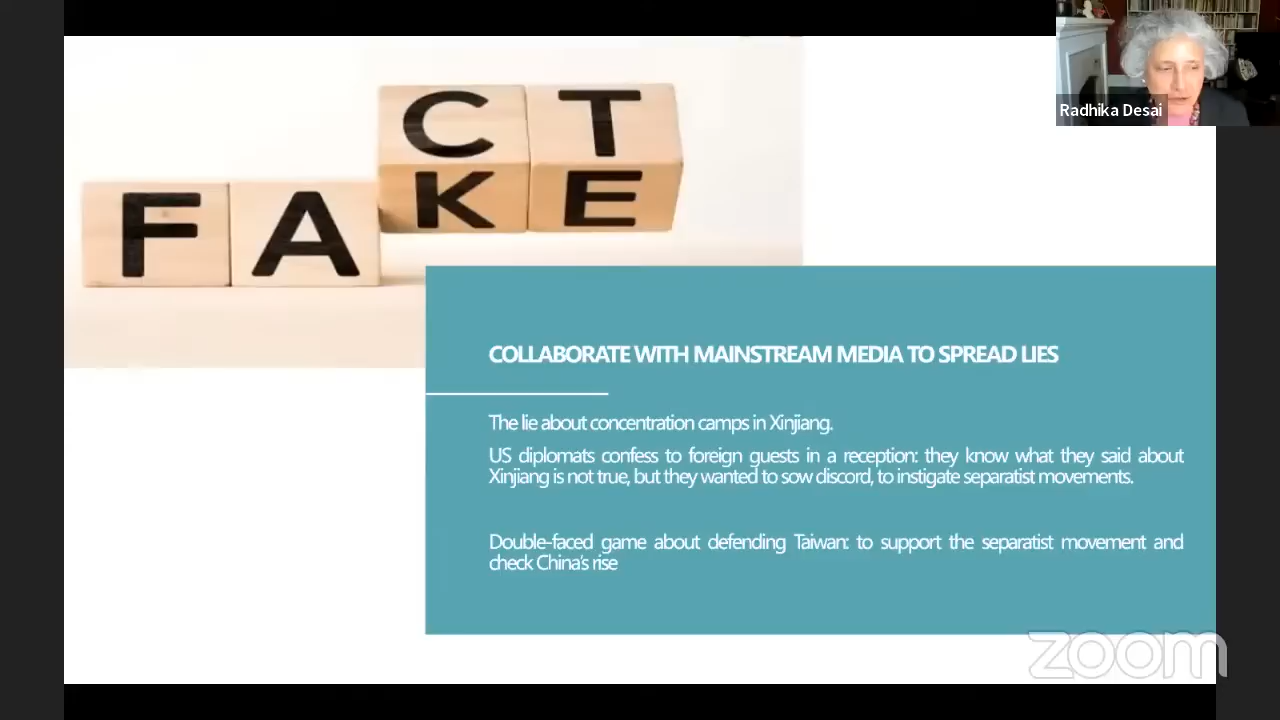 C T
FA KE
Radhika Desai
COLLABORATE WITH MAINSTREAM MEDIA TO SPREAD LIES
The lie about concentration camps in Xinjiang.
US diplomats confess to foreign guests in a reception: they know what they said about
Xinjiang is not true, but they wanted to sow discord, to instigate separatist movements.
Double-faced game about defending Taiwan: to support the separatist movement and
check China's rise
zoom